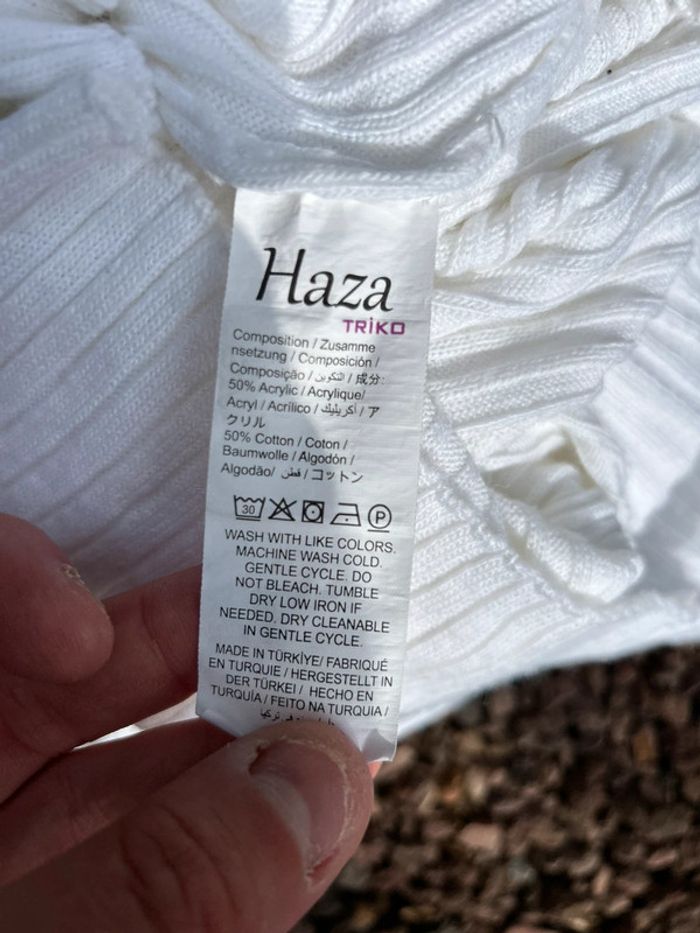 Haza
TRİKO
Composition / Zusamme
nsetzung / Composición /
Composição / التكوين / 成分:
50% Acrylic / Acrylique/
Acryl / Acrílico / أكريليك / ア
クリル
50% Cotton / Coton /
Baumwolle / Algodón /
Algodão/ قطن / コットン
30
P
WASH WITH LIKE COLORS.
MACHINE WASH COLD.
GENTLE CYCLE. DO
NOT BLEACH. TUMBLE
DRY LOW IRON IF
NEEDED. DRY CLEANABLE
IN GENTLE CYCLE.
MADE IN TÜRKİYE/ FABRIQUÉ
EN TURQUIE / HERGESTELLT IN
DER TÜRKEI / HECHO EN
TURQUÍA / FEITO NA TURQUIA /